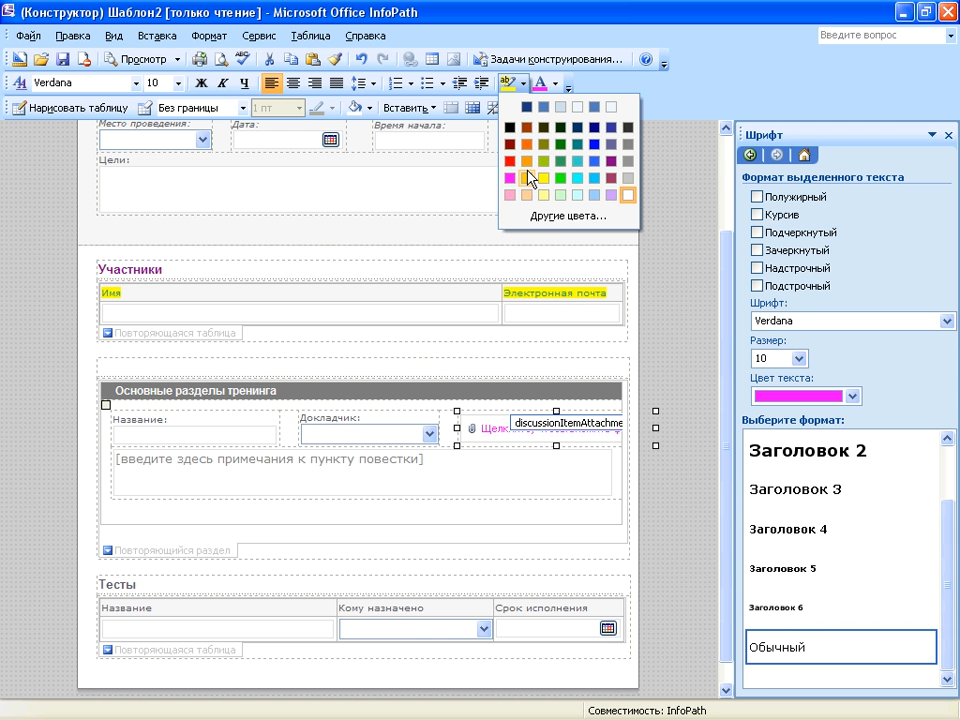 (Конструктор) Шаблон2 [только чтение] - Microsoft Office InfoPath
Файл Правка Вид Вставка Формат Сервис Таблица Справка
Введите вопрос
Просмотр Задачи конструирования...
Verdana 10 Ж К Ч
Нарисовать таблицу Без границы 1 пт Вставить
Место проведения: Дата: Время начала:
Цели:
Другие цвета...
Участники
Имя Электронная почта
Повторяющаяся таблица
Основные разделы тренинга
Название: Докладчик:
discussionItemAttachme
[введите здесь примечания к пункту повестки]
Повторяющийся раздел
Тесты
Название Кому назначено Срок исполнения
Повторяющаяся таблица
Шрифт
Формат выделенного текста
Полужирный
Курсив
Подчеркнутый
Зачеркнутый
Надстрочный
Подстрочный
Шрифт:
Verdana
Размер:
10
Цвет текста:
Выберите формат:
Заголовок 2
Заголовок 3
Заголовок 4
Заголовок 5
Заголовок 6
Обычный
Совместимость: InfoPath